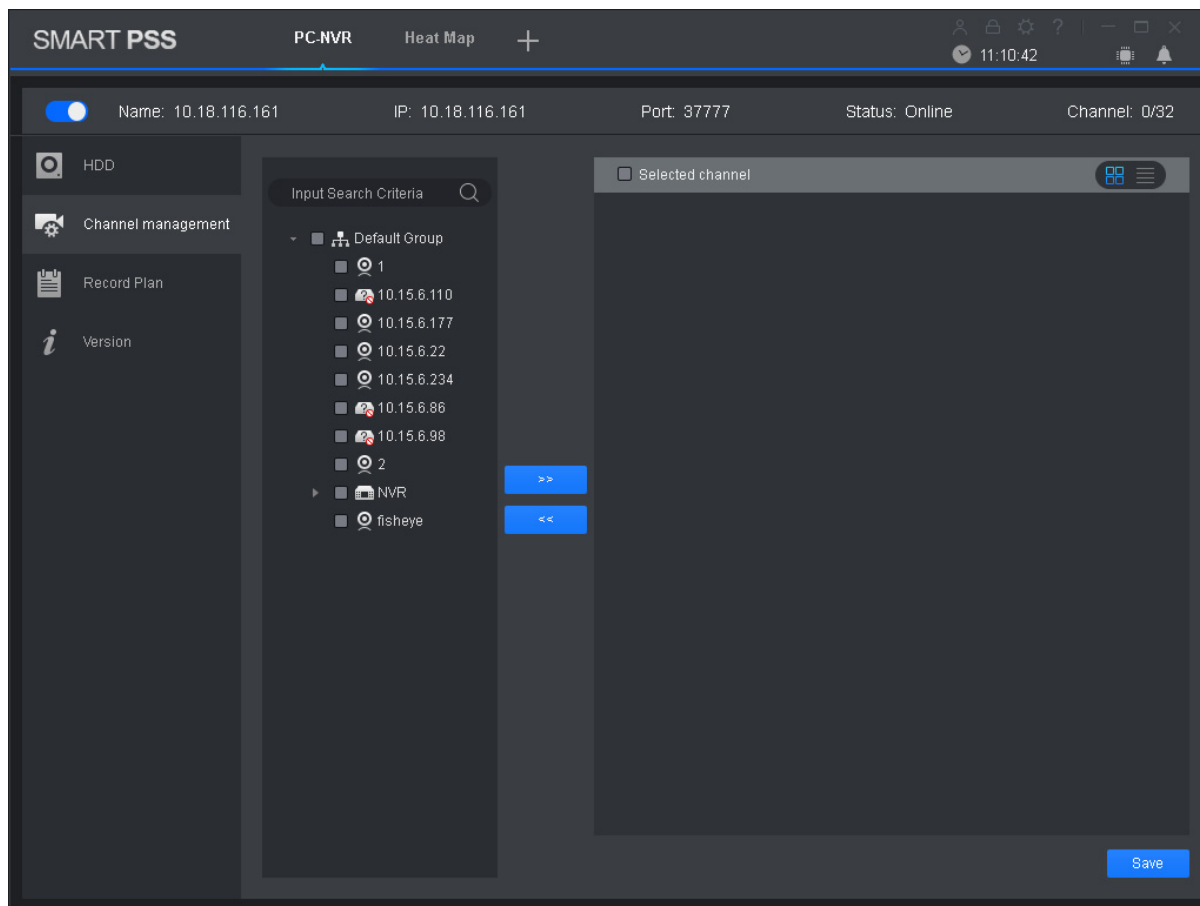 SMART PSS PC-NVR Heat Map +
11:10:42
Name: 10.18.116.161 IP: 10.18.116.161 Port: 37777 Status: Online Channel: 0/32
HDD
Channel management
Record Plan
Version
Input Search Criteria
Default Group
1
10.15.6.110
10.15.6.177
10.15.6.22
10.15.6.234
10.15.6.86
10.15.6.98
2
NVR
fisheye
>>
<<
Selected channel
Save